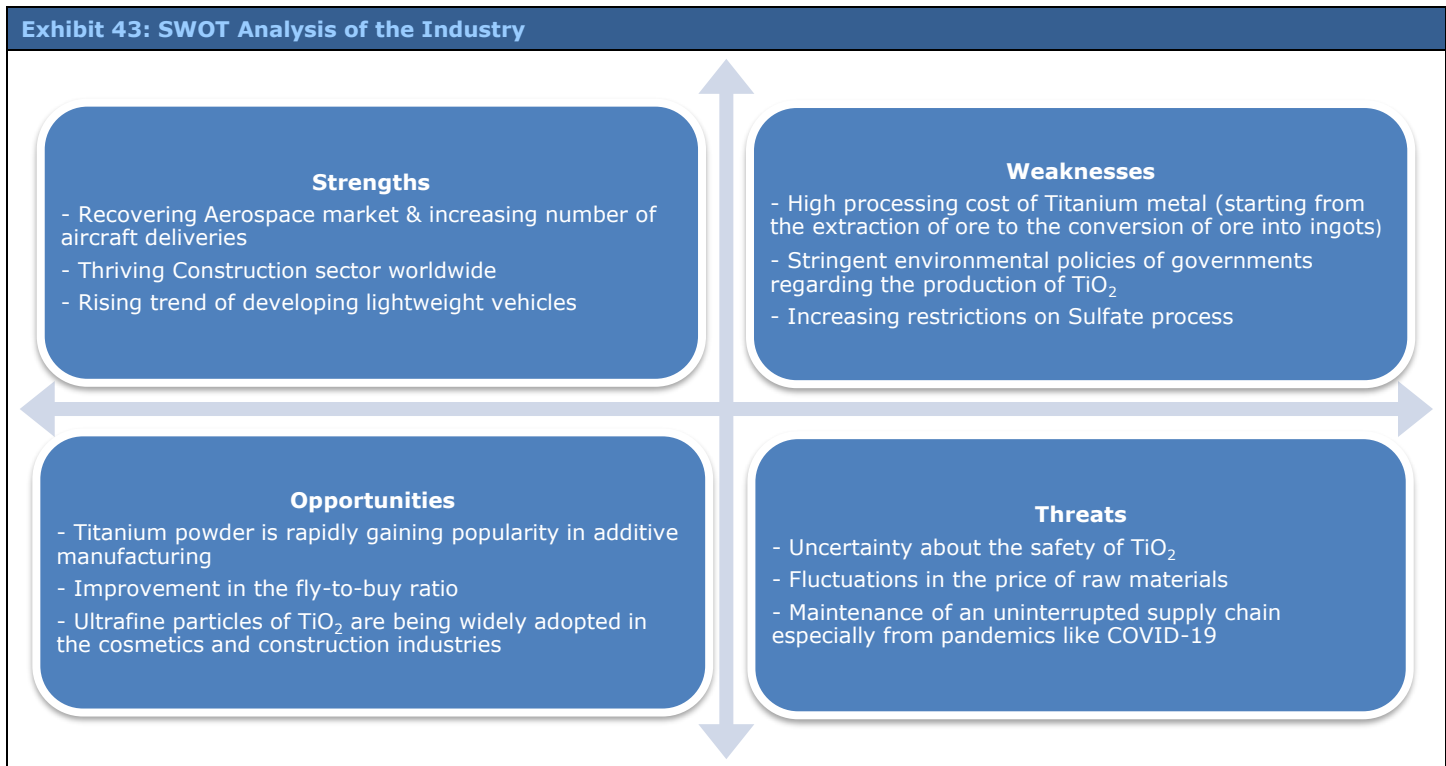 Exhibit 43: SWOT Analysis of the Industry
Strengths
- Recovering Aerospace market & increasing number of
aircraft deliveries
- Thriving Construction sector worldwide
- Rising trend of developing lightweight vehicles
Weaknesses
- High processing cost of Titanium metal (starting from
the extraction of ore to the conversion of ore into ingots)
- Stringent environmental policies of governments
regarding the production of TiO₂
- Increasing restrictions on Sulfate process
Opportunities
- Titanium powder is rapidly gaining popularity in additive
manufacturing
- Improvement in the fly-to-buy ratio
- Ultrafine particles of TiO₂ are being widely adopted in
the cosmetics and construction industries
Threats
- Uncertainty about the safety of TiO₂
- Fluctuations in the price of raw materials
- Maintenance of an uninterrupted supply chain
especially from pandemics like COVID-19